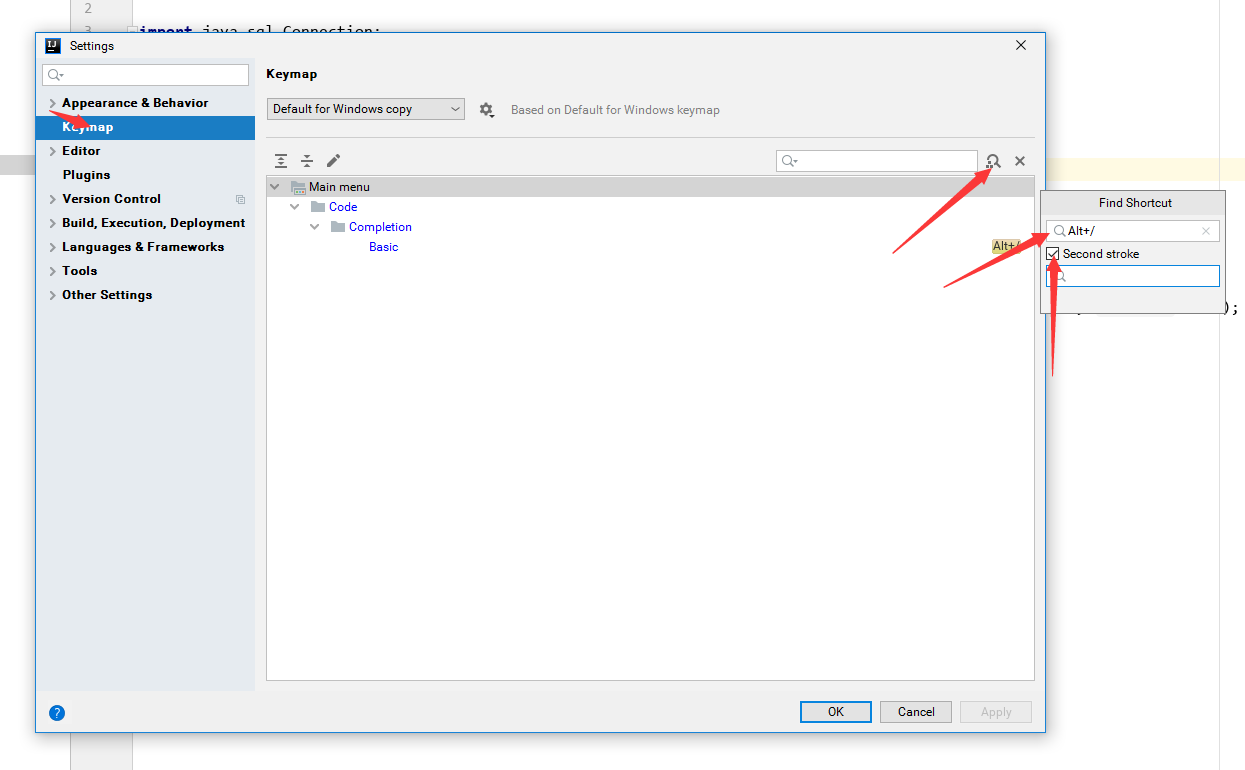 2
3
import java.sql.Connection;
Settings
Appearance & Behavior
Keymap
Editor
Plugins
Version Control
Build, Execution, Deployment
Languages & Frameworks
Tools
Other Settings
Keymap
Default for Windows copy
Based on Default for Windows keymap
Main menu
Code
Completion
Basic
Alt+/
Find Shortcut
Alt+/
Second stroke
);
?
OK
Cancel
Apply